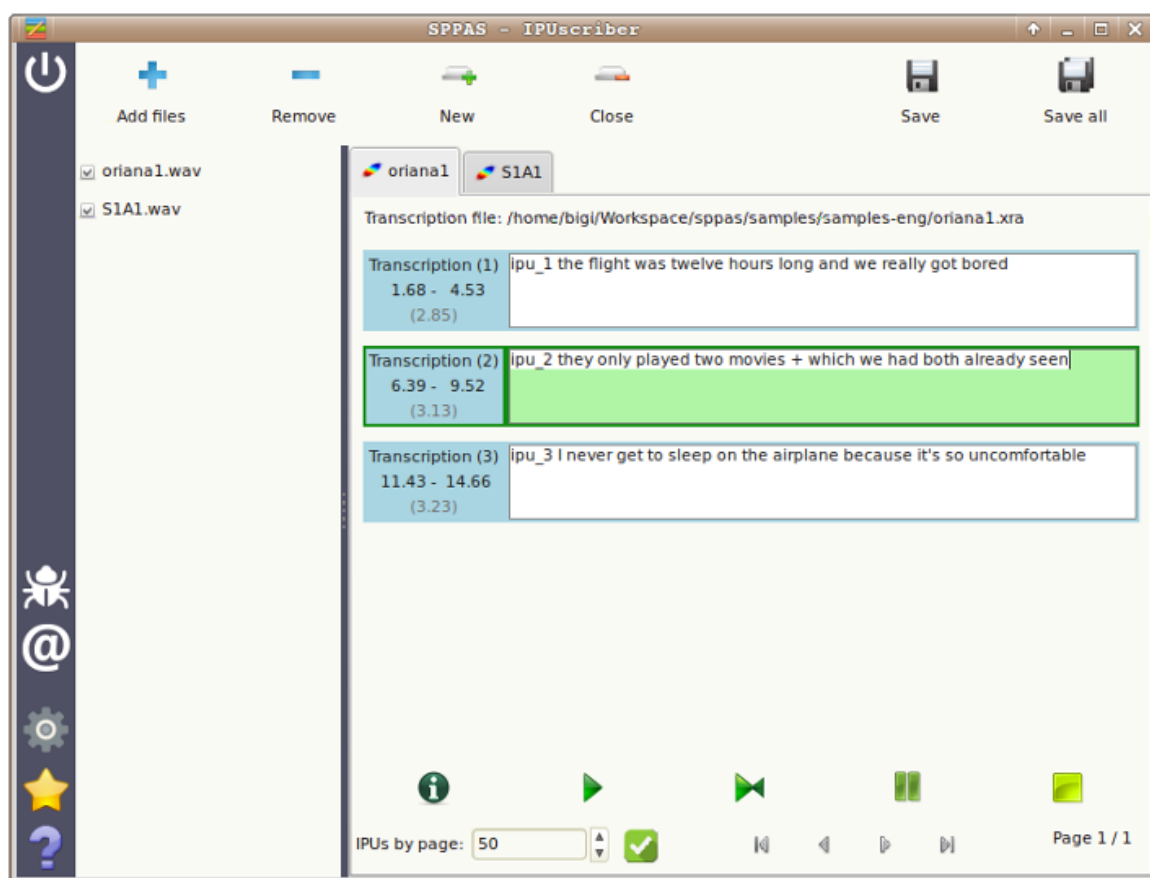 SPPAS - IPUscriber
Add files
Remove
New
Close
Save
Save all
oriana1.wav
S1A1.wav
oriana1
S1A1
Transcription file: /home/bigi/Workspace/sppas/samples/samples-eng/oriana1.xra
Transcription (1)
1.68 - 4.53
(2.85)
ipu_1 the flight was twelve hours long and we really got bored
Transcription (2)
6.39 - 9.52
(3.13)
ipu_2 they only played two movies + which we had both already seen
Transcription (3)
11.43 - 14.66
(3.23)
ipu_3 I never get to sleep on the airplane because it's so uncomfortable
IPUs by page: 50
Page 1 / 1